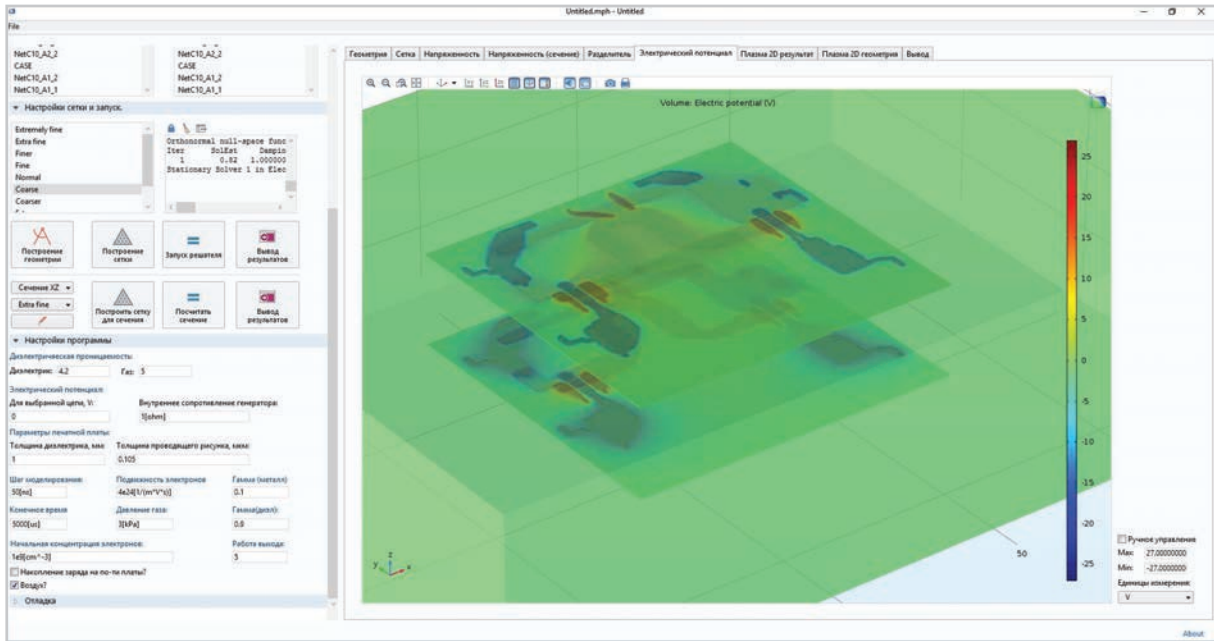 Untitled.mph - Untitled
File
NetC10_A2_2
CASE
NetC10_A1_2
NetC10_A1_1
NetC10_A2_2
CASE
NetC10_A1_2
NetC10_A1_1
Настройки сетки и запуск.
Extremely fine
Extra fine
Finer
Fine
Normal
Coarse
Coarser
Orthonormal null-space func
Iter SolEst Dampin
1 0.82 1.000000
Stationary Solver 1 in Elec
Построение геометрии
Построение сетки
Запуск решателя
Вывод результатов
Сечение XZ
Extra fine
Построить сетку для сечения
Посчитать сечение
Вывод результатов
Настройки программы
Диэлектрическая проницаемость:
Диэлектрик: 4.2 Газ: 5
Электрический потенциал:
Для выбранной цепи, V: Внутреннее сопротивление генератора:
0 5[ohm]
Параметры печатной платы:
Толщина диэлектрика, мм: Толщина проводящего рисунка, мкм:
1 0.105
Шаг моделирования: Подвижность электронов Гамма (металл)
50[ns] 4e24[1/(m*V*s)] 0.1
Конечное время Давление газа: Гамма(диэл):
5000[us] 3[kPa] 0.8
Начальная концентрация электронов: Работа выхода:
1e9[cm^-3] 5
Накопление заряда на по-ти платы?
Воздух?
Отладка
Геометрия Сетка Напряженность Напряженность (сечение) Разделитель Электрический потенциал Плазма 2D результат Плазма 2D геометрия Вывод
Volume: Electric potential (V)
25
20
15
10
5
0
-5
-10
-15
-20
-25
50
z
y
x
Ручное управления
Max: 27.00000000
Min: -27.0000000
Единицы измерения:
V
About